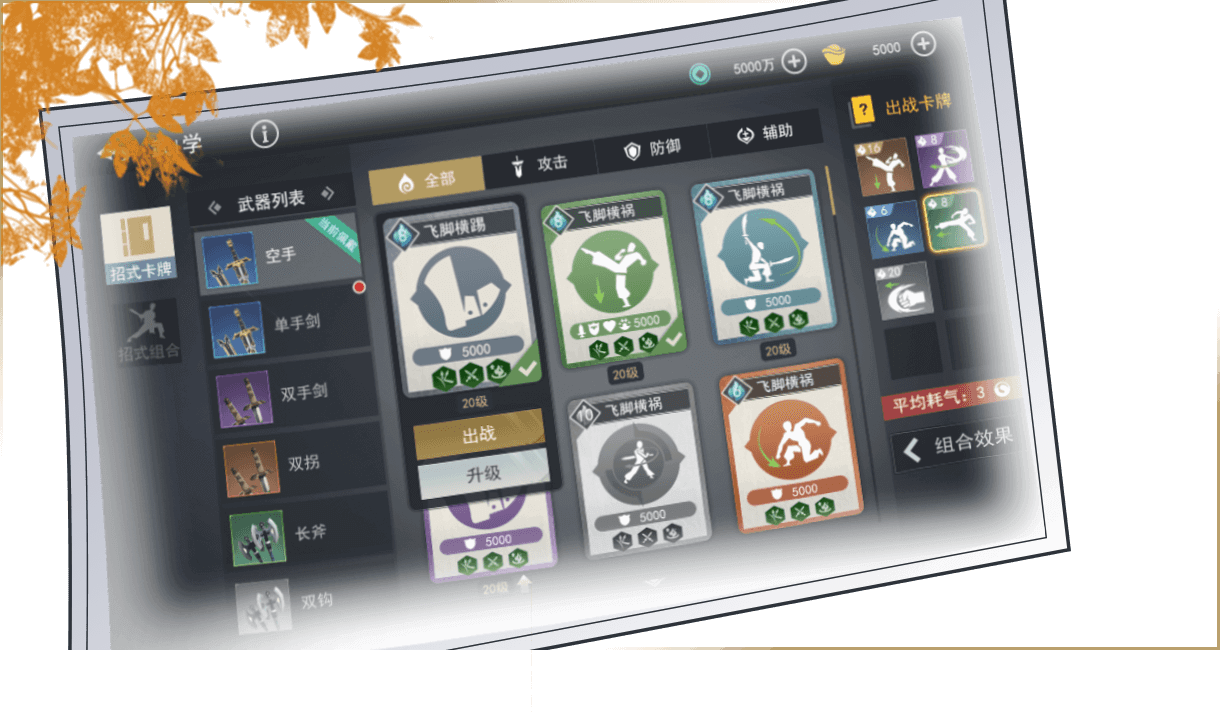 学
5000万
5000
武器列表
全部
攻击
防御
辅助
出战卡牌
招式卡牌
招式组合
当前佩戴
空手
单手剑
双手剑
双拐
长斧
双钩
8
飞脚横踢
5000
20级
出战
升级
8
飞脚横祸
5000
20级
8
飞脚横祸
5000
20级
5000
20级
10
飞脚横祸
5000
8
飞脚横祸
5000
16
8
6
8
20
平均耗气：3
组合效果